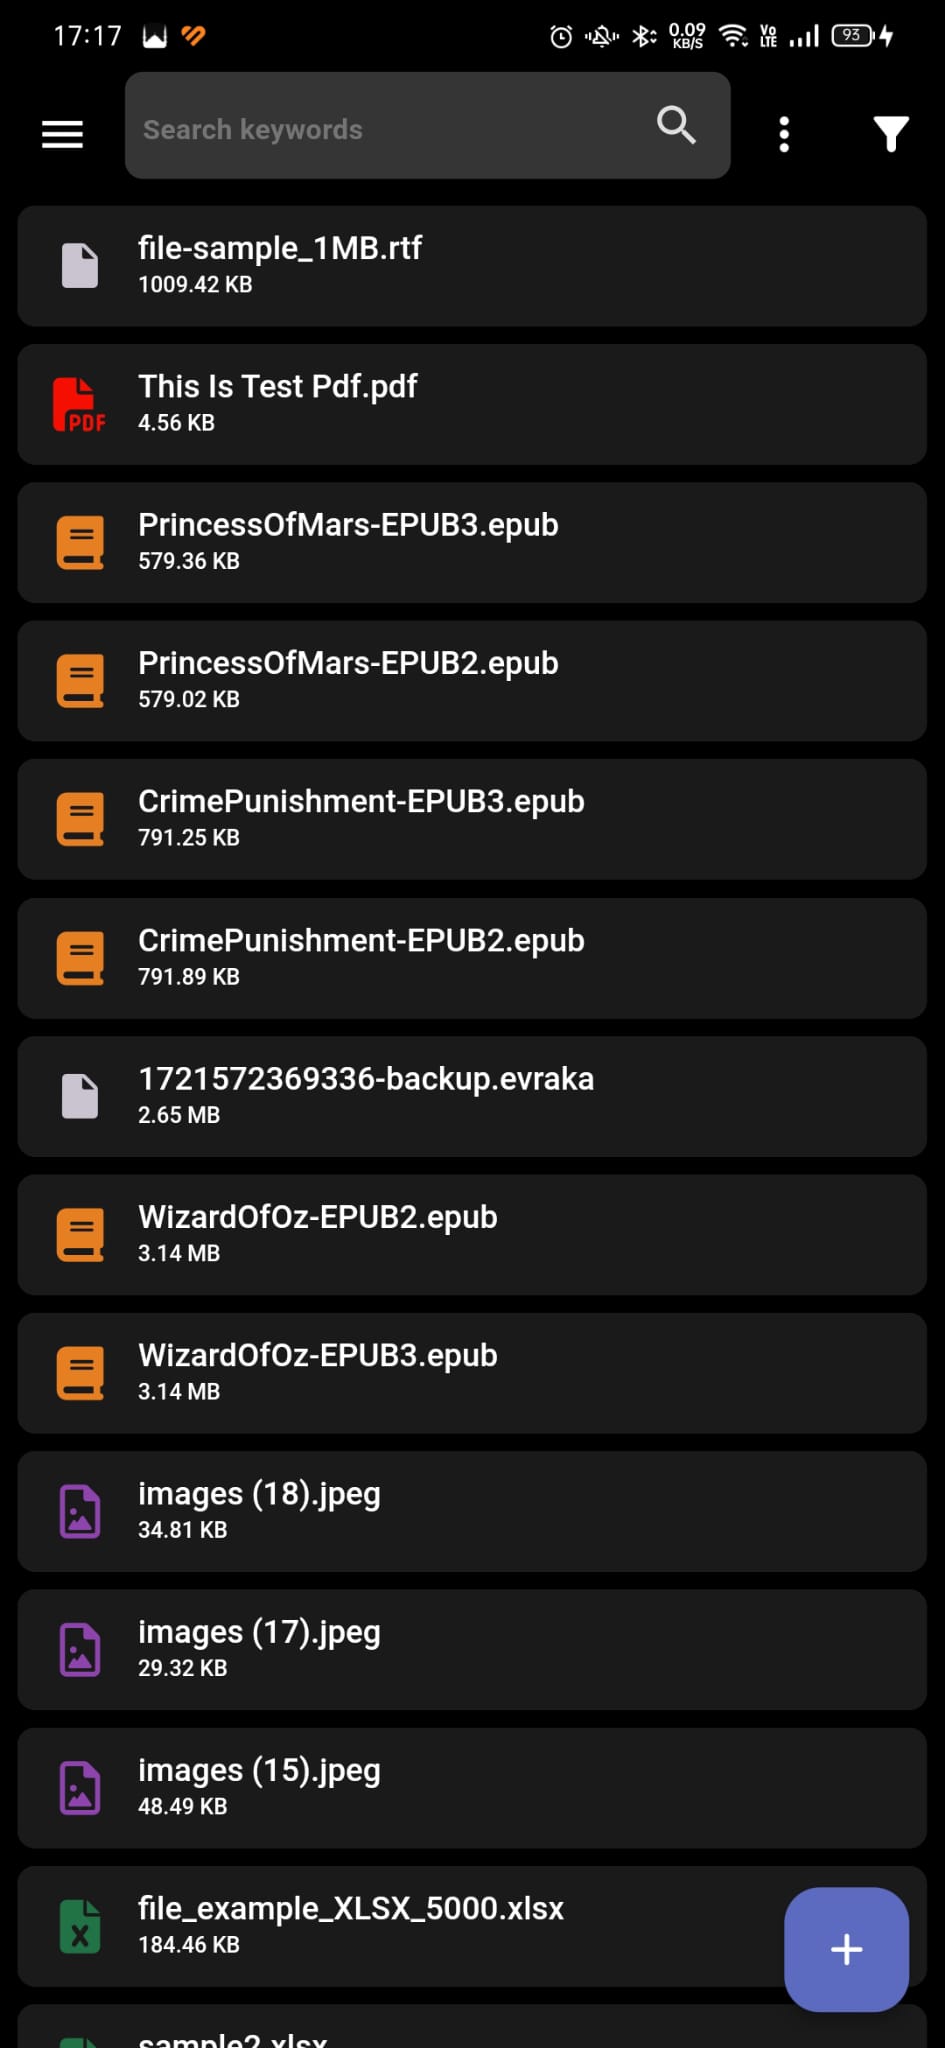 17:17
0.09
KB/S
Vo
LTE
93
Search keywords
file-sample_1MB.rtf
1009.42 KB
This Is Test Pdf.pdf
4.56 KB
PDF
PrincessOfMars-EPUB3.epub
579.36 KB
PrincessOfMars-EPUB2.epub
579.02 KB
CrimePunishment-EPUB3.epub
791.25 KB
CrimePunishment-EPUB2.epub
791.89 KB
1721572369336-backup.evraka
2.65 MB
WizardOfOz-EPUB2.epub
3.14 MB
WizardOfOz-EPUB3.epub
3.14 MB
images (18).jpeg
34.81 KB
images (17).jpeg
29.32 KB
images (15).jpeg
48.49 KB
file_example_XLSX_5000.xlsx
184.46 KB
X
sample2.xlsx